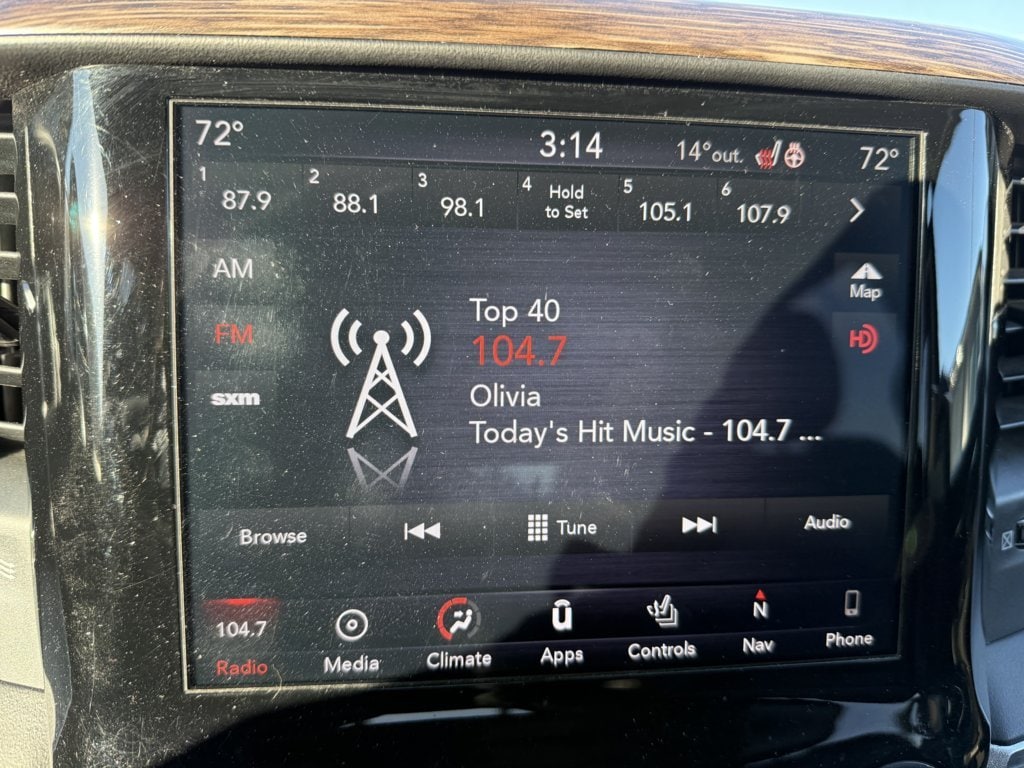 72° 3:14 14°out. 72°
1 87.9 2 88.1 3 98.1 4 Hold to Set 5 105.1 6 107.9
AM
FM
sxm
Top 40
104.7
Olivia
Today's Hit Music - 104.7 ...
Map
HD
Browse Tune Audio
104.7 N
Radio Media Climate Apps Controls Nav Phone